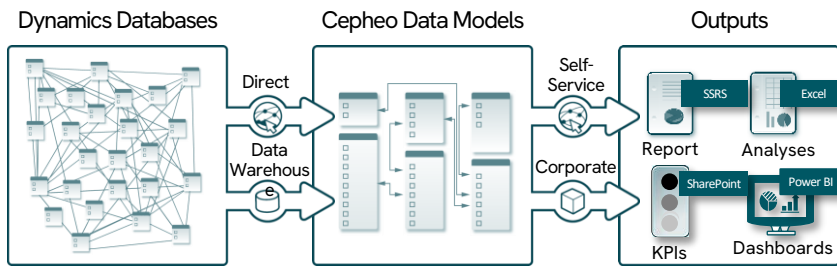 Dynamics Databases
Cepheo Data Models
Outputs
Direct
Data
Warehous
e
Self-
Service
Corporate
SSRS
Excel
Report
Analyses
SharePoint
Power BI
KPIs
Dashboards